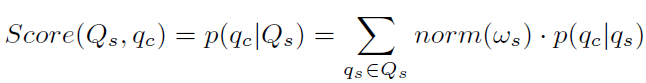 Score(Q_s, q_c) = p(q_c|Q_s) = ∑_{q_s∈Q_s} norm(ω_s) · p(q_c|q_s)